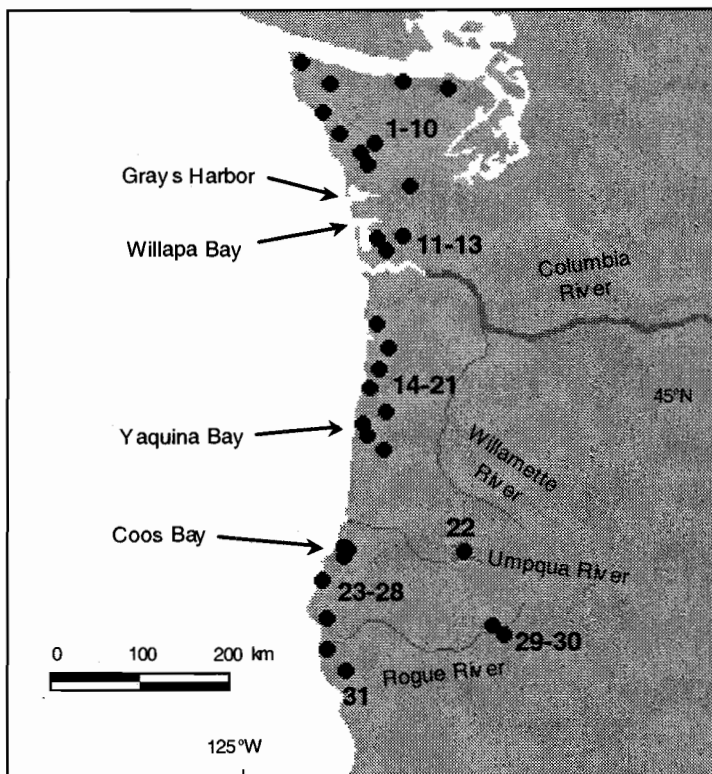 1-10
Grays Harbor
Willapa Bay
11-13
Columbia
River
14-21
45°N
Yaquina Bay
Willamette
River
Coos Bay
22
Umpqua River
23-28
0 100 200 km
29-30
Rogue River
31
125°W